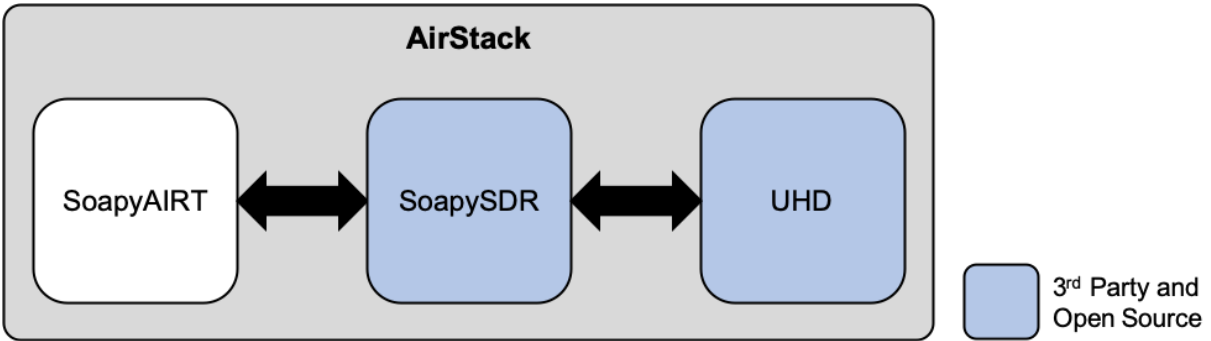 AirStack
SoapyAIRT
SoapySDR
UHD
3rd Party and
Open Source